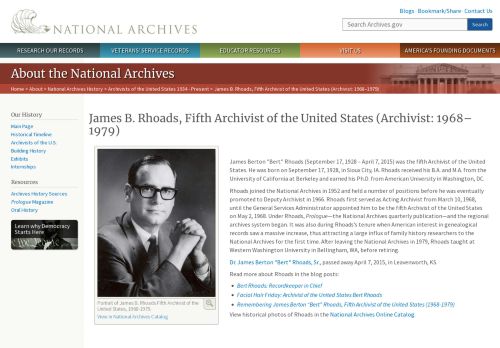 NATIONAL ARCHIVES
Blogs · Bookmark/Share · Contact Us
Search Archives.gov
Search
RESEARCH OUR RECORDS
VETERANS' SERVICE RECORDS
EDUCATOR RESOURCES
VISIT US
AMERICA'S FOUNDING DOCUMENTS
About the National Archives
Home > About > National Archives History > Archivists of the United States 1934 - Present > James B. Rhoads, Fifth Archivist of the United States (Archivist: 1968–1979)
Our History
Main Page
Historical Timeline
Archivists of the U.S.
Building History
Exhibits
Internships
Resources
Archives History Sources
Prologue Magazine
Oral History
Learn why Democracy
Starts Here
James B. Rhoads, Fifth Archivist of the United States (Archivist: 1968–
1979)
Portrait of James B. Rhoads Fifth Archivist of the
United States, 1968-1979.
View in National Archives Catalog
James Berton "Bert" Rhoads (September 17, 1928 - April 7, 2015) was the fifth Archivist of the United
States. He was born on September 17, 1928, in Sioux City, IA. Rhoads received his B.A. and M.A. from the
University of California at Berkeley and earned his Ph.D. from American University in Washington, DC.
Rhoads joined the National Archives in 1952 and held a number of positions before he was eventually
promoted to Deputy Archivist in 1966. Rhoads first served as Acting Archivist from March 10, 1968,
until the General Services Administrator appointed him to be the fifth Archivist of the United States
on May 2, 1968. Under Rhoads, Prologue—the National Archives quarterly publication—and the regional
archives system began. It was also during Rhoads's tenure when American interest in genealogical
records saw a massive increase, thus attracting a large influx of family history researchers to the
National Archives for the first time. After leaving the National Archives in 1979, Rhoads taught at
Western Washington University in Bellingham, WA, before retiring.
Dr. James Berton "Bert" Rhoads, Sr., passed away April 7, 2015, in Leavenworth, KS.
Read more about Rhoads in the blog posts:
Bert Rhoads, Recordkeeper in Chief
Facial Hair Friday: Archivist of the United States Bert Rhoads
Remembering James Berton "Bert" Rhoads, Fifth Archivist of the United States (1968-1979)
View historical photos of Rhoads in the National Archives Online Catalog.